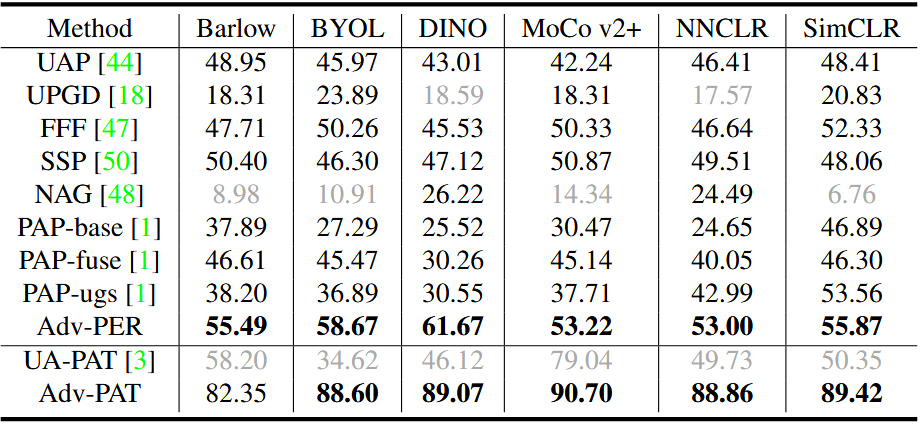 Method Barlow BYOL DINO MoCo v2+ NNCLR SimCLR
UAP [44] 48.95 45.97 43.01 42.24 46.41 48.41
UPGD [18] 18.31 23.89 18.59 18.31 17.57 20.83
FFF [47] 47.71 50.26 45.53 50.33 46.64 52.33
SSP [50] 50.40 46.30 47.12 50.87 49.51 48.06
NAG [48] 8.98 10.91 26.22 14.34 24.49 6.76
PAP-base [1] 37.89 27.29 25.52 30.47 24.65 46.89
PAP-fuse [1] 46.61 45.47 30.26 45.14 40.05 46.30
PAP-ugs [1] 38.20 36.89 30.55 37.71 42.99 53.56
Adv-PER 55.49 58.67 61.67 53.22 53.00 55.87
UA-PAT [3] 58.20 34.62 46.12 79.04 49.73 50.35
Adv-PAT 82.35 88.60 89.07 90.70 88.86 89.42